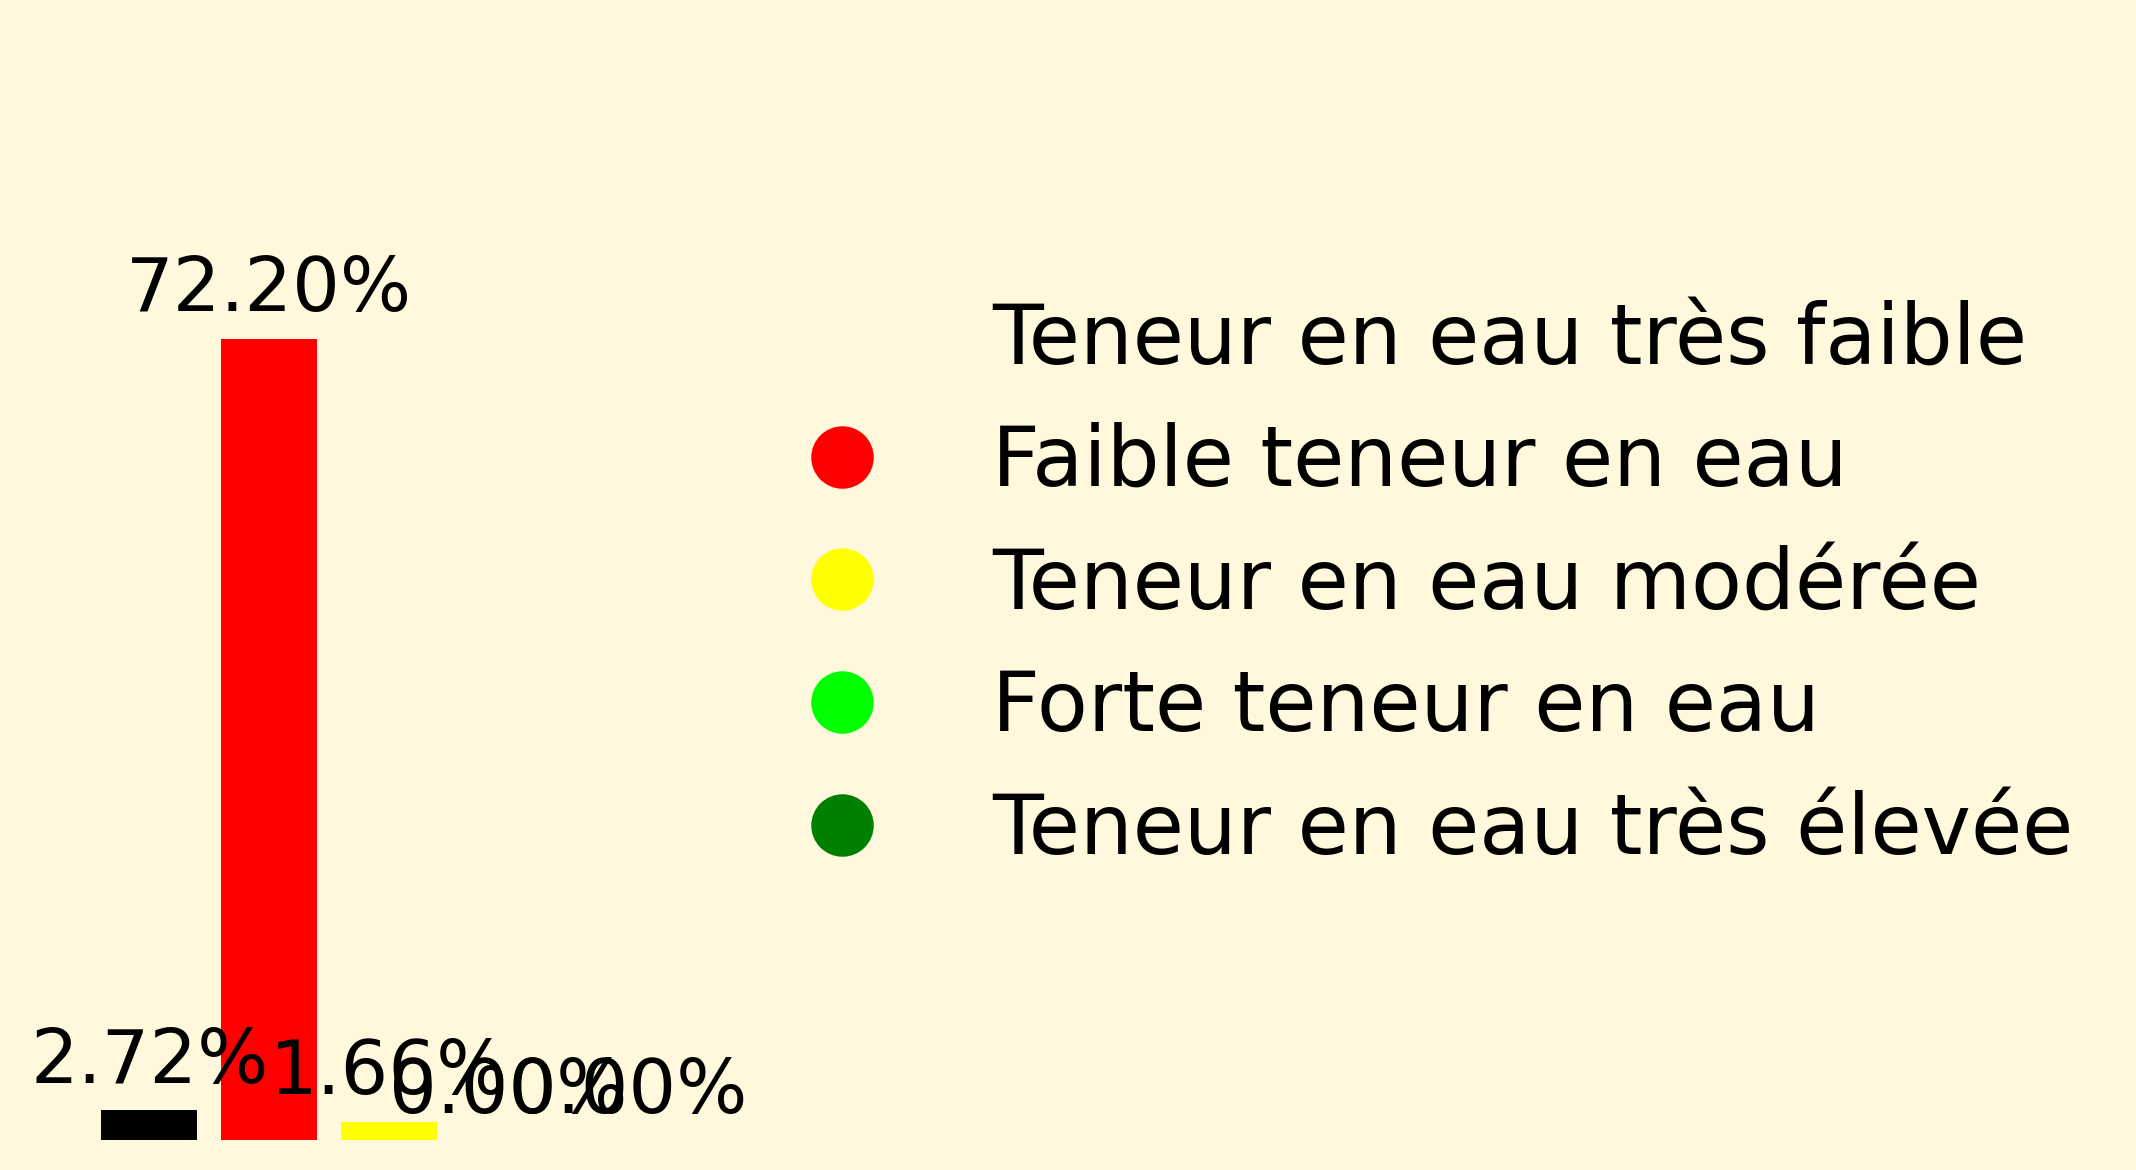 72.20%
Teneur en eau très faible
Faible teneur en eau
Teneur en eau modérée
Forte teneur en eau
Teneur en eau très élevée
2.72%
1.66%
0.00%
0.00%